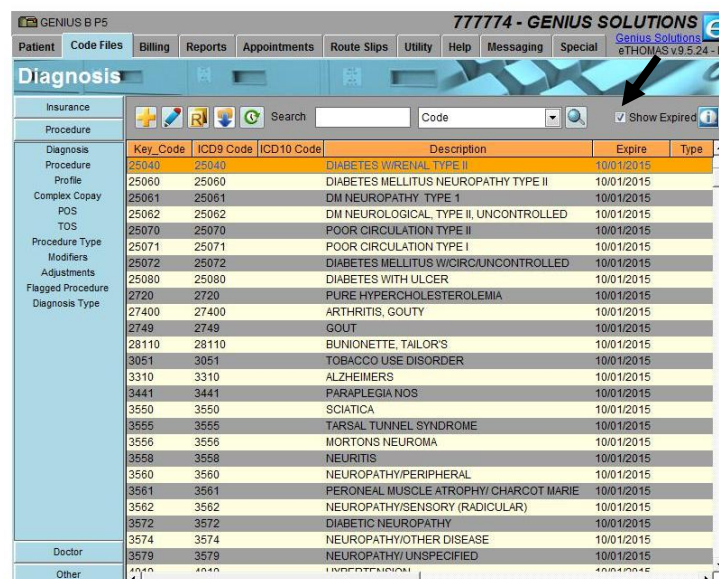 GENIUS B P5
777774 - GENIUS SOLUTIONS
Patient Code Files Billing Reports Appointments Route Slips Utility Help Messaging Special
Genius Solutions
eTHOMAS v.9.5.24 -
Diagnosis
Insurance
Procedure
Diagnosis
Procedure
Profile
Complex Copay
POS
TOS
Procedure Type
Modifiers
Adjustments
Flagged Procedure
Diagnosis Type
Doctor
Other
Search Code Show Expired
Key_Code ICD9 Code ICD10 Code Description Expire Type
25040 25040 DIABETES W/RENAL TYPE II 10/01/2015
25060 25060 DIABETES MELLITUS NEUROPATHY TYPE II 10/01/2015
25061 25061 DM NEUROPATHY TYPE 1 10/01/2015
25062 25062 DM NEUROLOGICAL, TYPE II, UNCONTROLLED 10/01/2015
25070 25070 POOR CIRCULATION TYPE II 10/01/2015
25071 25071 POOR CIRCULATION TYPE I 10/01/2015
25072 25072 DIABETES MELLITUS W/CIRC/UNCONTROLLED 10/01/2015
25080 25080 DIABETES WITH ULCER 10/01/2015
2720 2720 PURE HYPERCHOLESTEROLEMIA 10/01/2015
27400 27400 ARTHRITIS, GOUTY 10/01/2015
2749 2749 GOUT 10/01/2015
28110 28110 BUNIONETTE, TAILOR'S 10/01/2015
3051 3051 TOBACCO USE DISORDER 10/01/2015
3310 3310 ALZHEIMERS 10/01/2015
3441 3441 PARAPLEGIA NOS 10/01/2015
3550 3550 SCIATICA 10/01/2015
3555 3555 TARSAL TUNNEL SYNDROME 10/01/2015
3556 3556 MORTONS NEUROMA 10/01/2015
3558 3558 NEURITIS 10/01/2015
3560 3560 NEUROPATHY/PERIPHERAL 10/01/2015
3561 3561 PERONEAL MUSCLE ATROPHY/ CHARCOT MARIE 10/01/2015
3562 3562 NEUROPATHY/SENSORY (RADICULAR) 10/01/2015
3572 3572 DIABETIC NEUROPATHY 10/01/2015
3574 3574 NEUROPATHY/OTHER DISEASE 10/01/2015
3579 3579 NEUROPATHY/ UNSPECIFIED 10/01/2015
HYPERTENSION 10/01/2015